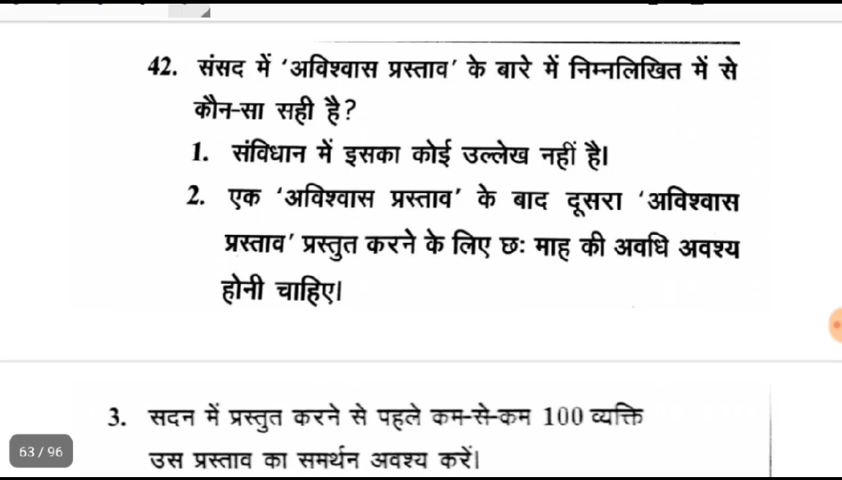 42. संसद में 'अविश्वास प्रस्ताव' के बारे में निम्नलिखित में से
कौन-सा सही है?
1. संविधान में इसका कोई उल्लेख नहीं है।
2. एक 'अविश्वास प्रस्ताव' के बाद दूसरा 'अविश्वास
प्रस्ताव' प्रस्तुत करने के लिए छः माह की अवधि अवश्य
होनी चाहिए।
3. सदन में प्रस्तुत करने से पहले कम-से-कम 100 व्यक्ति
उस प्रस्ताव का समर्थन अवश्य करें।
63 / 96